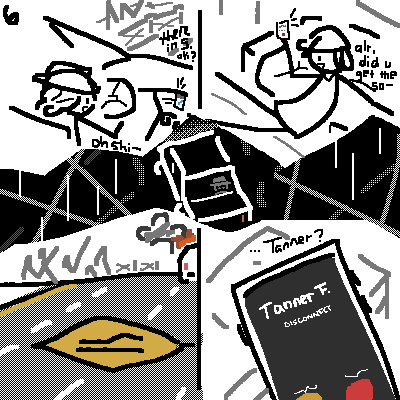 6
there
in 5.
ok?
oh shi—
alr,
did u
get the
so—
...Tanner?
Tanner F.
DISCONNECT